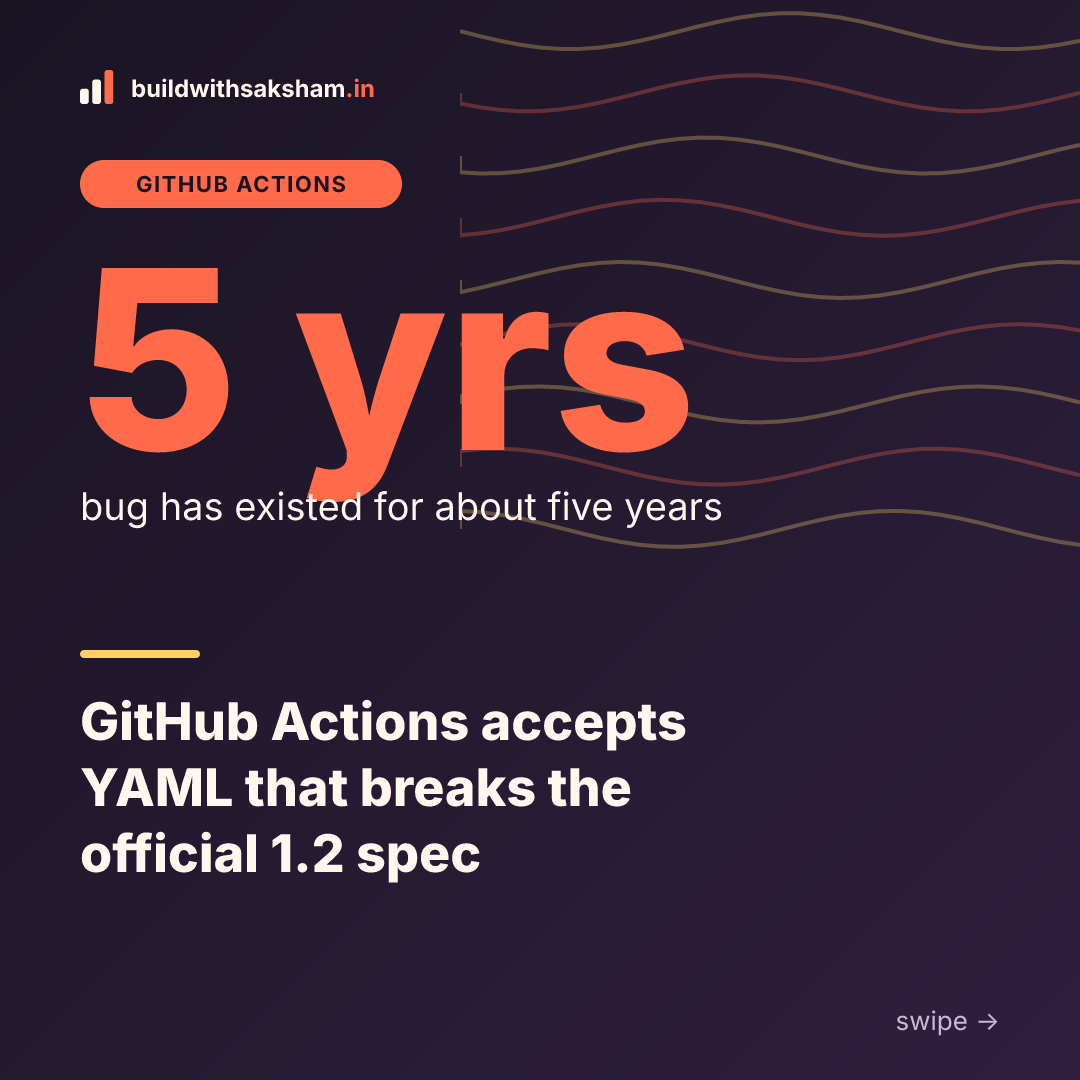 buildwithsaksham.in
GITHUB ACTIONS
5 yrs
bug has existed for about five years
GitHub Actions accepts
YAML that breaks the
official 1.2 spec
swipe →